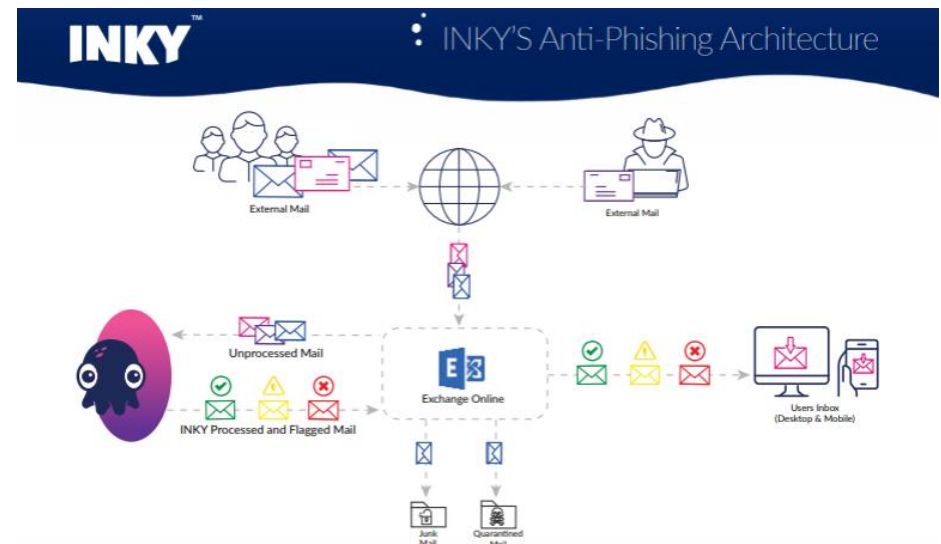 INKY™
INKY'S Anti-Phishing Architecture
External Mail
External Mail
Unprocessed Mail
INKY Processed and Flagged Mail
E
Exchange Online
Users Inbox
(Desktop & Mobile)
Junk
Mail
Quarantined
Mail